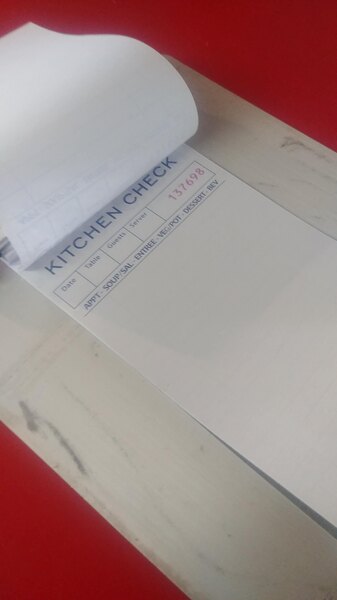 KITCHEN CHECK
Date Table Guests Server 137698
APPT - SOUP/SAL - ENTREE - VEG/POT - DESSERT - BEV